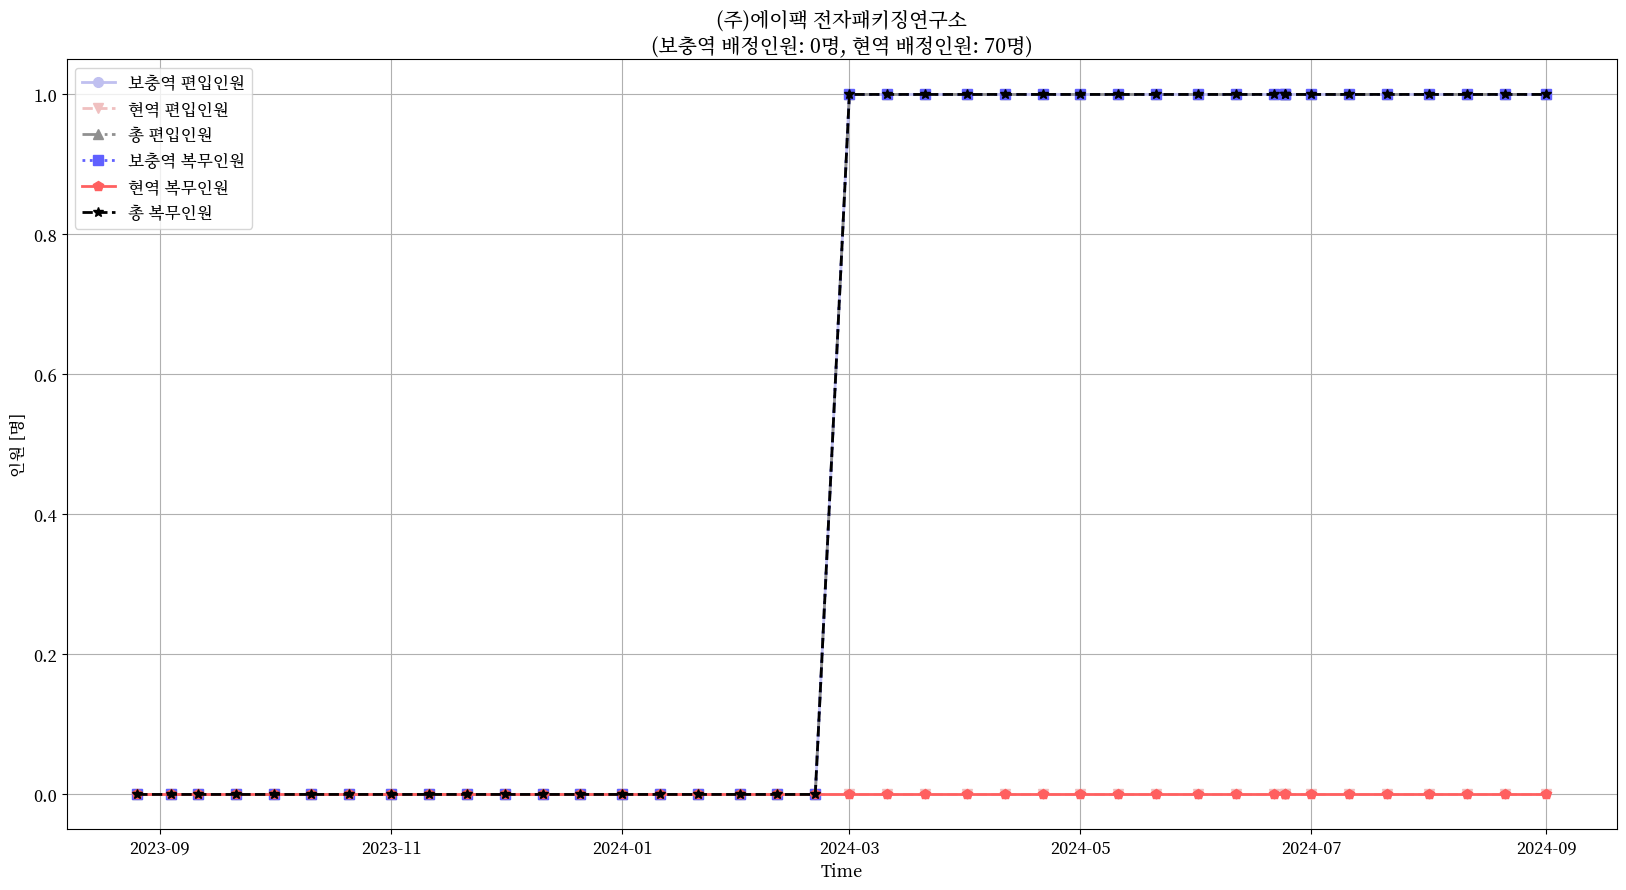 (주)에이팩 전자패키징연구소
(보충역 배정인원: 0명, 현역 배정인원: 70명)
보충역 편입인원
현역 편입인원
총 편입인원
보충역 복무인원
현역 복무인원
총 복무인원
인원 [명]
1.0
0.8
0.6
0.4
0.2
0.0
2023-09
2023-11
2024-01
2024-03
2024-05
2024-07
2024-09
Time